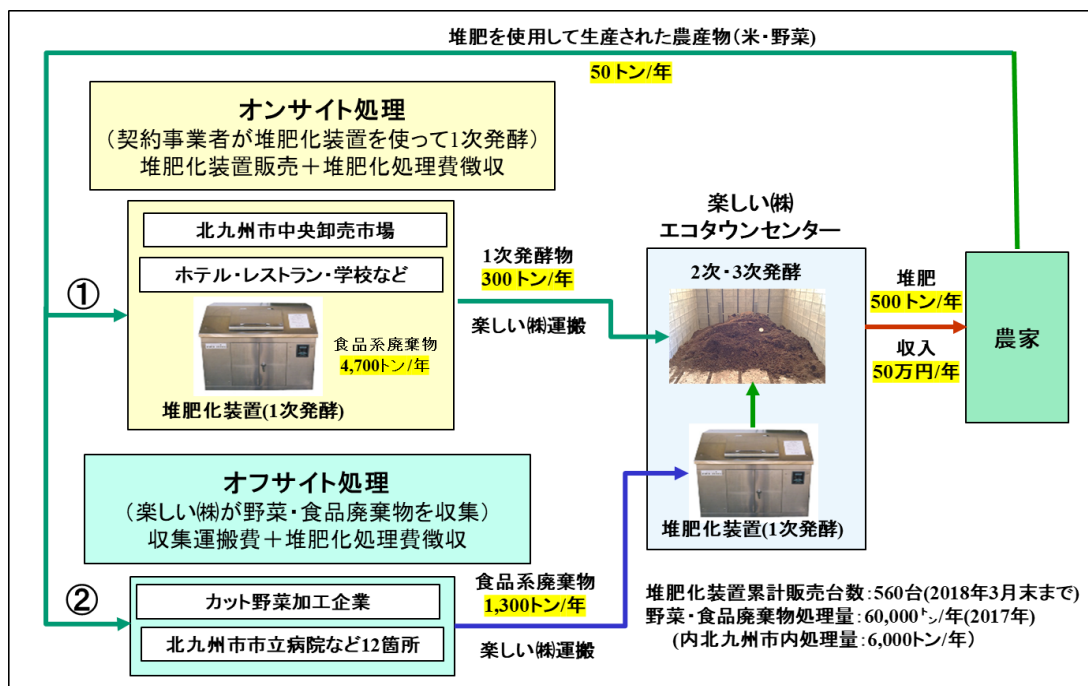 堆肥を使用して生産された農産物(米・野菜)
50トン/年
オンサイト処理
(契約事業者が堆肥化装置を使って1次発酵)
堆肥化装置販売+堆肥化処理費徴収
①
北九州市中央卸売市場
ホテル・レストラン・学校など
食品系廃棄物
4,700トン/年
堆肥化装置(1次発酵)
1次発酵物
300トン/年
楽しい㈱運搬
楽しい㈱
エコタウンセンター
2次・3次発酵
堆肥化装置(1次発酵)
堆肥
500トン/年
収入
50万円/年
農家
オフサイト処理
(楽しい㈱が野菜・食品廃棄物を収集)
収集運搬費+堆肥化処理費徴収
②
カット野菜加工企業
北九州市市立病院など12箇所
食品系廃棄物
1,300トン/年
楽しい㈱運搬
堆肥化装置累計販売台数:560台(2018年3月末まで)
野菜・食品廃棄物処理量:60,000㌧/年(2017年)
(内北九州市内処理量:6,000トン/年)